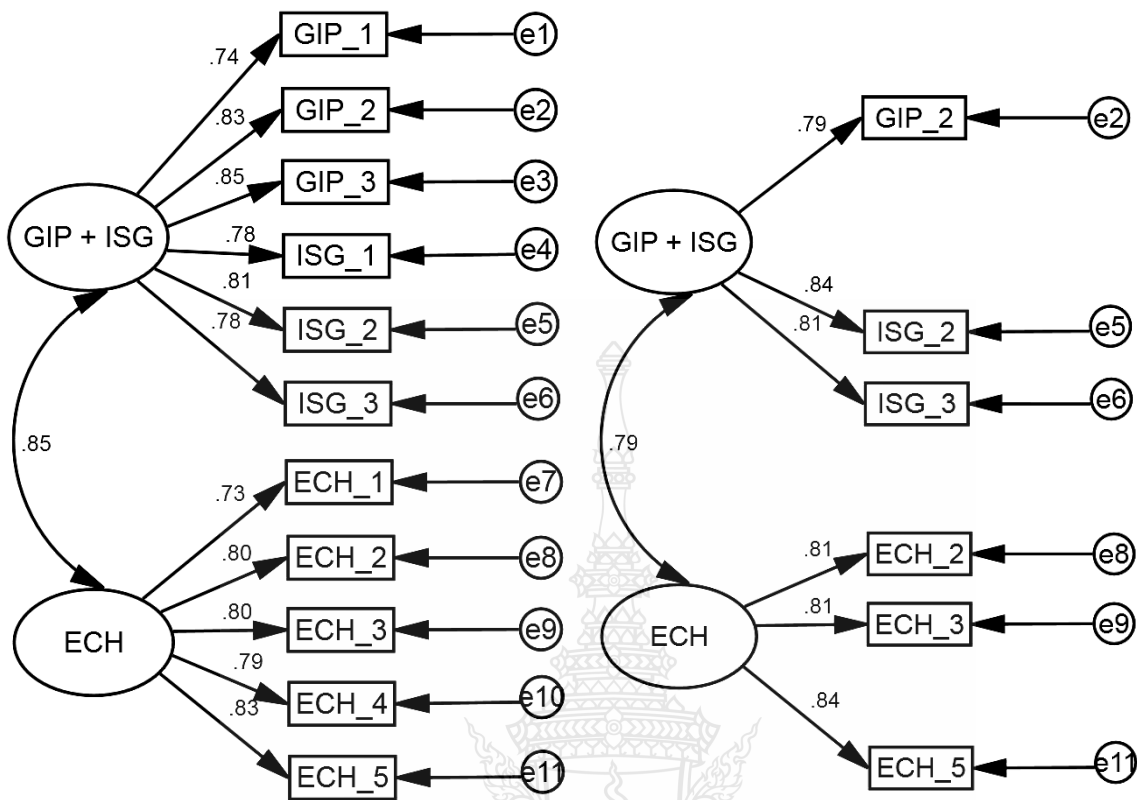 GIP_1
e1
.74
GIP_2
e2
.83
GIP_3
e3
.85
GIP + ISG
ISG_1
e4
.78
ISG_2
e5
.81
ISG_3
e6
.78
.85
ECH_1
e7
.73
ECH_2
e8
.80
ECH_3
e9
.80
ECH
ECH_4
e10
.79
ECH_5
e11
.83
GIP_2
e2
.79
GIP + ISG
ISG_2
e5
.84
ISG_3
e6
.81
.79
ECH_2
e8
.81
ECH_3
e9
.81
ECH
ECH_5
e11
.84